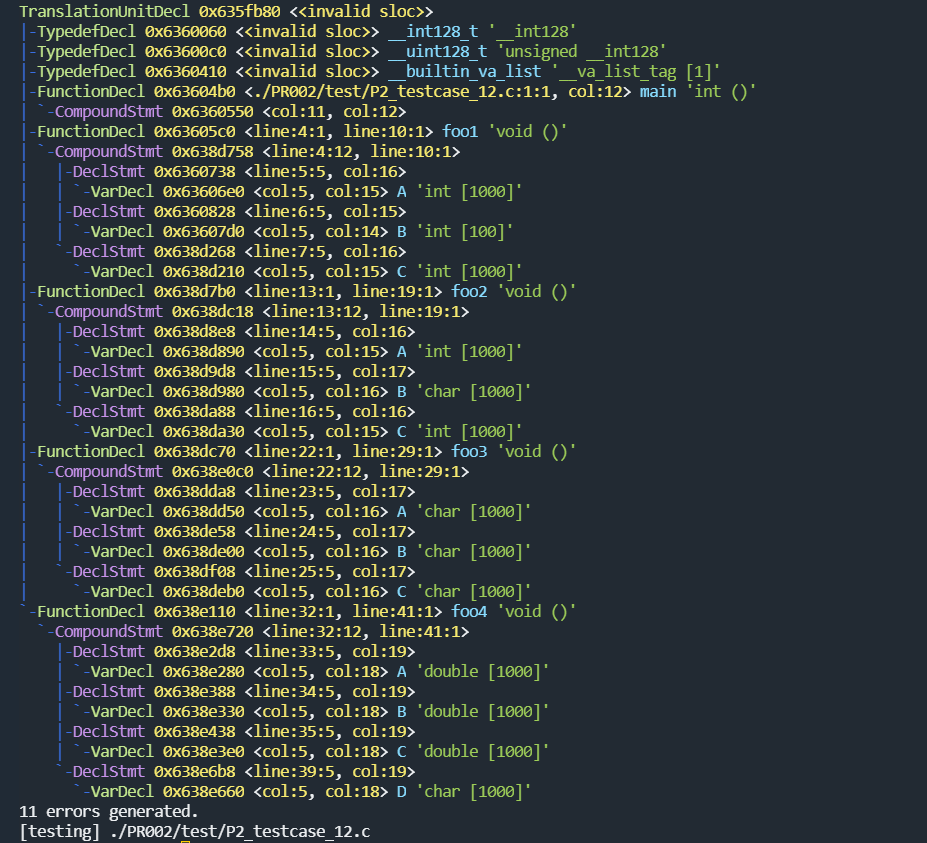 TranslationUnitDecl 0x635fb80 <<invalid sloc>>
|-TypedefDecl 0x6360060 <<invalid sloc>> __int128_t '__int128'
|-TypedefDecl 0x63600c0 <<invalid sloc>> __uint128_t 'unsigned __int128'
|-TypedefDecl 0x6360410 <<invalid sloc>> __builtin_va_list '__va_list_tag [1]'
|-FunctionDecl 0x63604b0 <./PR002/test/P2_testcase_12.c:1:1, col:12> main 'int ()'
| `-CompoundStmt 0x6360550 <col:11, col:12>
|-FunctionDecl 0x63605c0 <line:4:1, line:10:1> foo1 'void ()'
| `-CompoundStmt 0x638d758 <line:4:12, line:10:1>
|   |-DeclStmt 0x6360738 <line:5:5, col:16>
|   | `-VarDecl 0x63606e0 <col:5, col:15> A 'int [1000]'
|   |-DeclStmt 0x6360828 <line:6:5, col:15>
|   | `-VarDecl 0x63607d0 <col:5, col:14> B 'int [100]'
|   `-DeclStmt 0x638d268 <line:7:5, col:16>
|     `-VarDecl 0x638d210 <col:5, col:15> C 'int [1000]'
|-FunctionDecl 0x638d7b0 <line:13:1, line:19:1> foo2 'void ()'
| `-CompoundStmt 0x638dc18 <line:13:12, line:19:1>
|   |-DeclStmt 0x638d8e8 <line:14:5, col:16>
|   | `-VarDecl 0x638d890 <col:5, col:15> A 'int [1000]'
|   |-DeclStmt 0x638d9d8 <line:15:5, col:17>
|   | `-VarDecl 0x638d980 <col:5, col:16> B 'char [1000]'
|   `-DeclStmt 0x638da88 <line:16:5, col:16>
|     `-VarDecl 0x638da30 <col:5, col:15> C 'int [1000]'
|-FunctionDecl 0x638dc70 <line:22:1, line:29:1> foo3 'void ()'
| `-CompoundStmt 0x638e0c0 <line:22:12, line:29:1>
|   |-DeclStmt 0x638dda8 <line:23:5, col:17>
|   | `-VarDecl 0x638dd50 <col:5, col:16> A 'char [1000]'
|   |-DeclStmt 0x638de58 <line:24:5, col:17>
|   | `-VarDecl 0x638de00 <col:5, col:16> B 'char [1000]'
|   `-DeclStmt 0x638df08 <line:25:5, col:17>
|     `-VarDecl 0x638deb0 <col:5, col:16> C 'char [1000]'
`-FunctionDecl 0x638e110 <line:32:1, line:41:1> foo4 'void ()'
  `-CompoundStmt 0x638e720 <line:32:12, line:41:1>
    |-DeclStmt 0x638e2d8 <line:33:5, col:19>
    | `-VarDecl 0x638e280 <col:5, col:18> A 'double [1000]'
    |-DeclStmt 0x638e388 <line:34:5, col:19>
    | `-VarDecl 0x638e330 <col:5, col:18> B 'double [1000]'
    |-DeclStmt 0x638e438 <line:35:5, col:19>
    | `-VarDecl 0x638e3e0 <col:5, col:18> C 'double [1000]'
    `-DeclStmt 0x638e6b8 <line:39:5, col:19>
      `-VarDecl 0x638e660 <col:5, col:18> D 'char [1000]'
11 errors generated.
[testing] ./PR002/test/P2_testcase_12.c